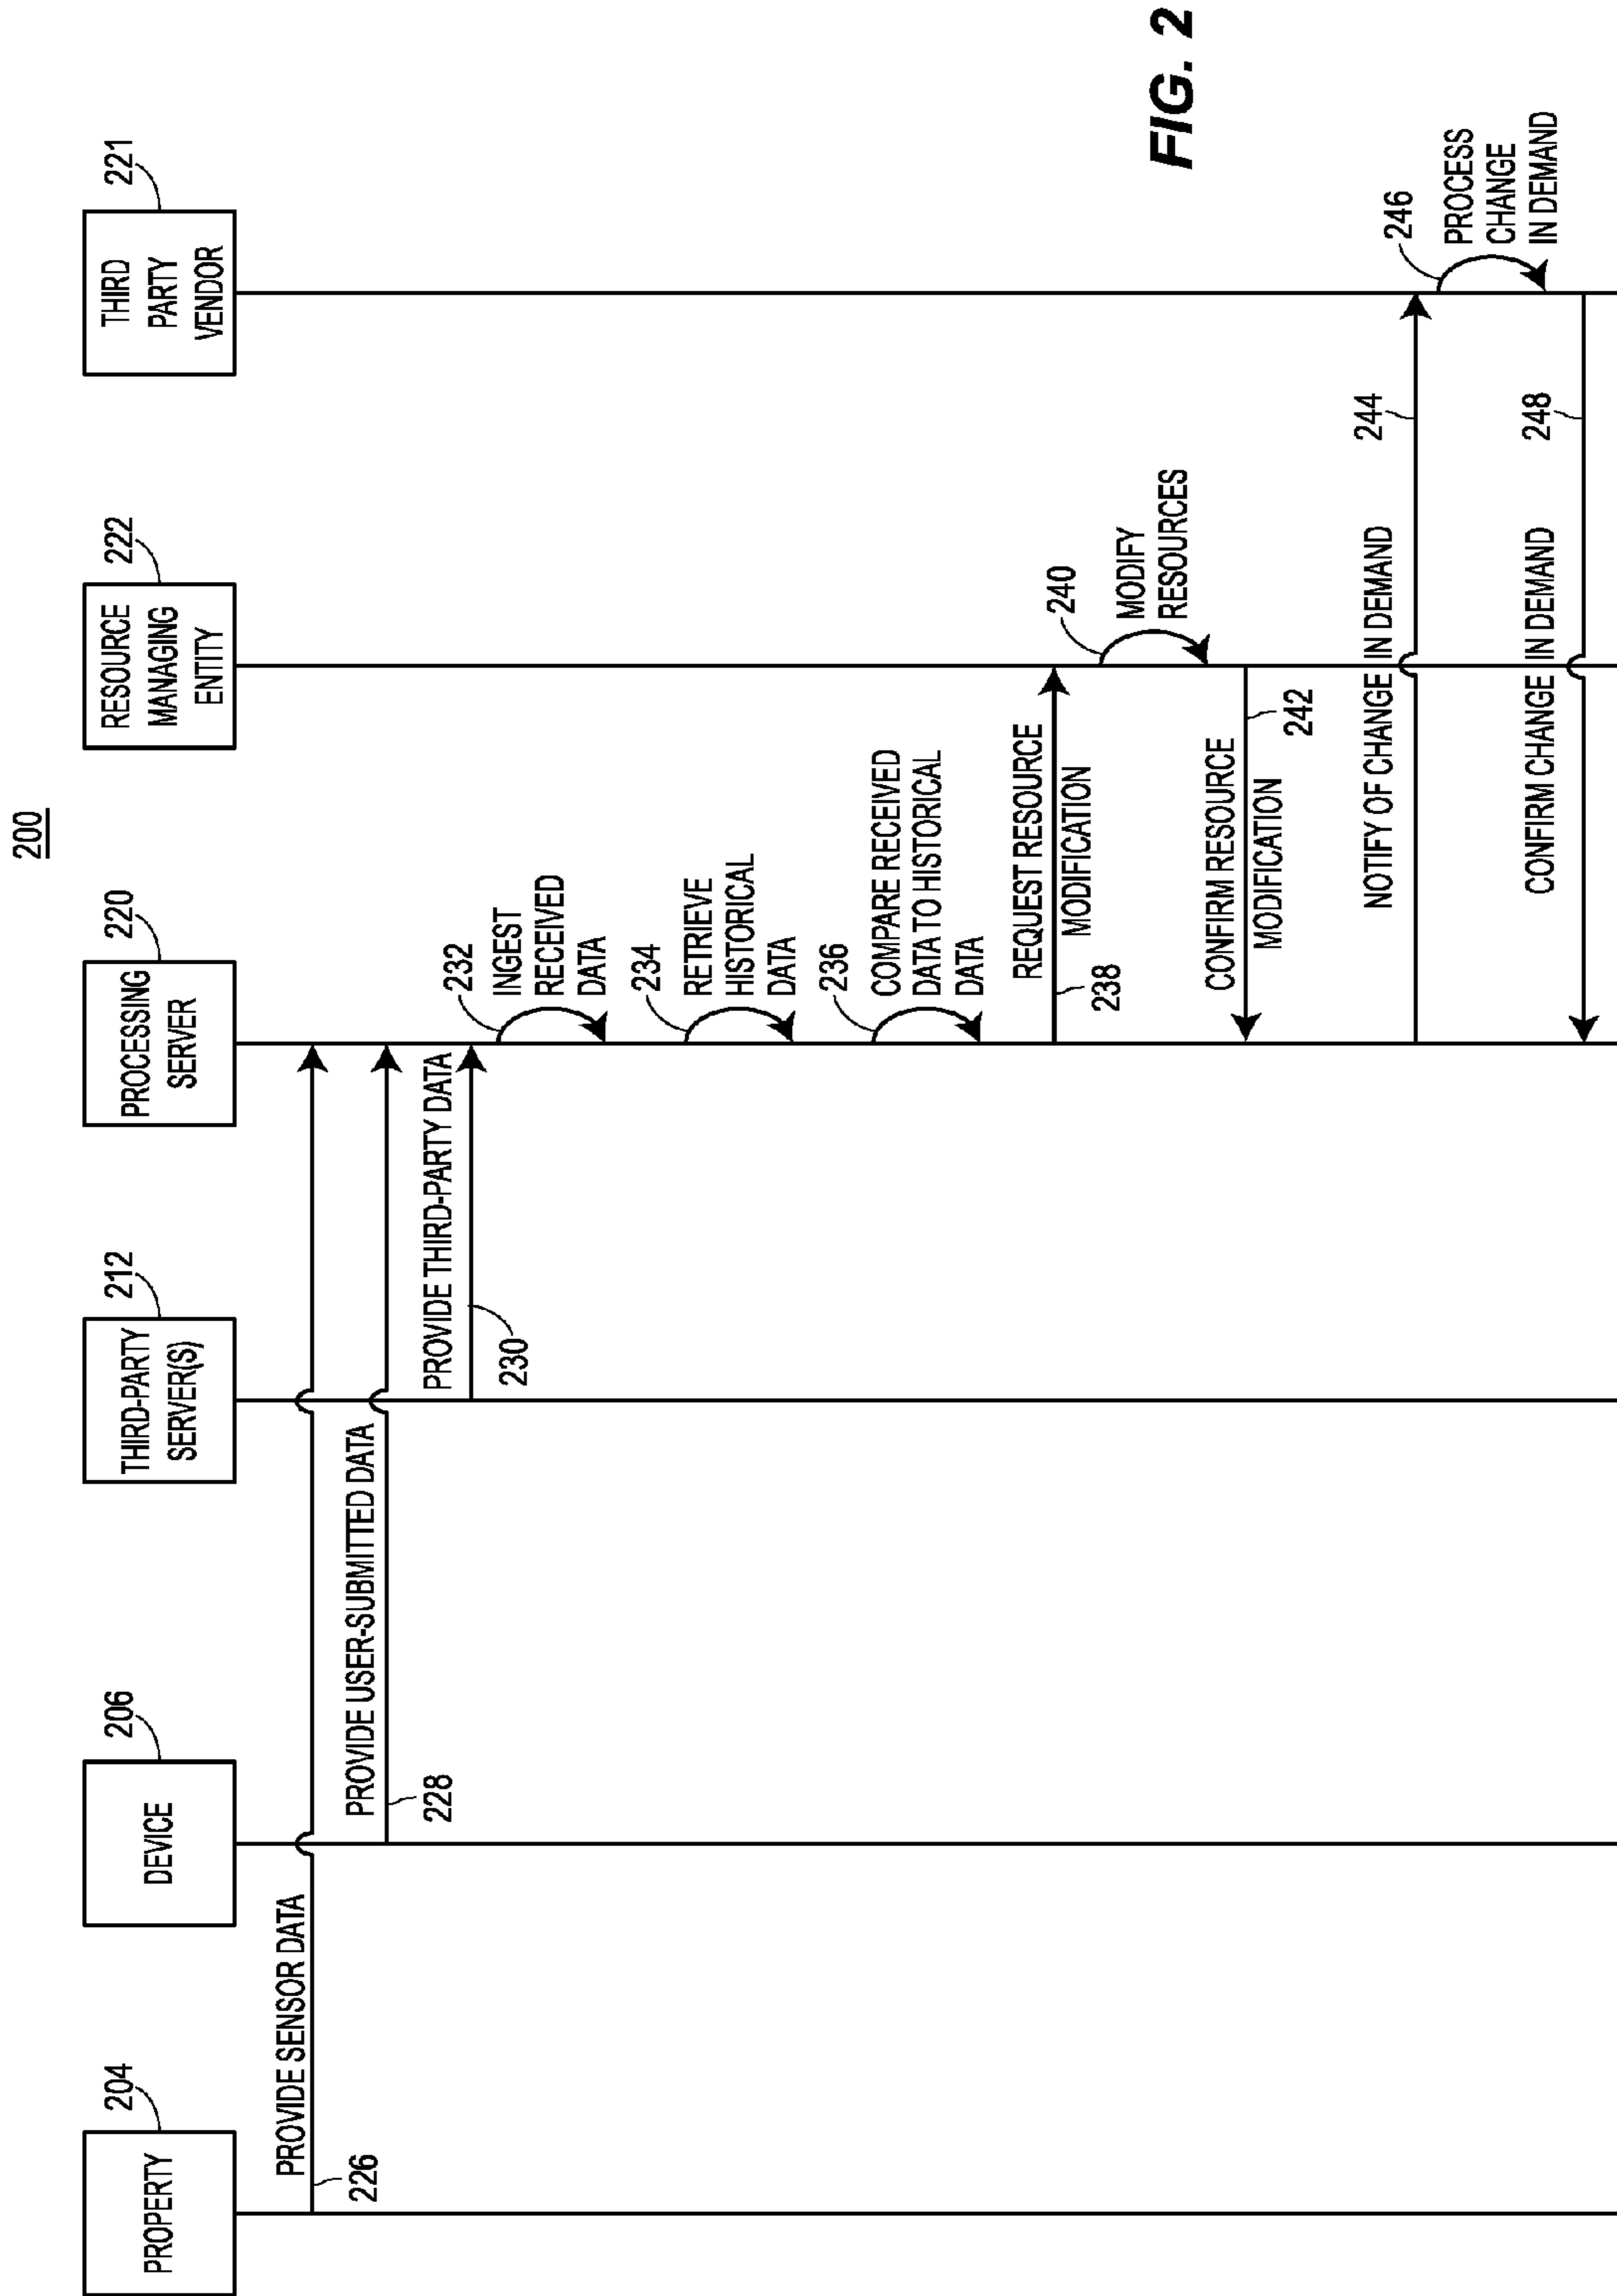 200
204
PROPERTY
206
DEVICE
212
THIRD-PARTY
SERVER(S)
220
PROCESSING
SERVER
222
RESOURCE
MANAGING
ENTITY
221
THIRD
PARTY
VENDOR
PROVIDE SENSOR DATA
226
PROVIDE USER-SUBMITTED DATA
228
PROVIDE THIRD-PARTY DATA
230
232
INGEST
RECEIVED
DATA
234
RETRIEVE
HISTORICAL
DATA
236
COMPARE RECEIVED
DATA TO HISTORICAL
DATA
REQUEST RESOURCE
MODIFICATION
238
240
MODIFY
RESOURCES
CONFIRM RESOURCE
MODIFICATION
242
NOTIFY OF CHANGE IN DEMAND
244
246
PROCESS
CHANGE
IN DEMAND
CONFIRM CHANGE IN DEMAND
248
FIG. 2